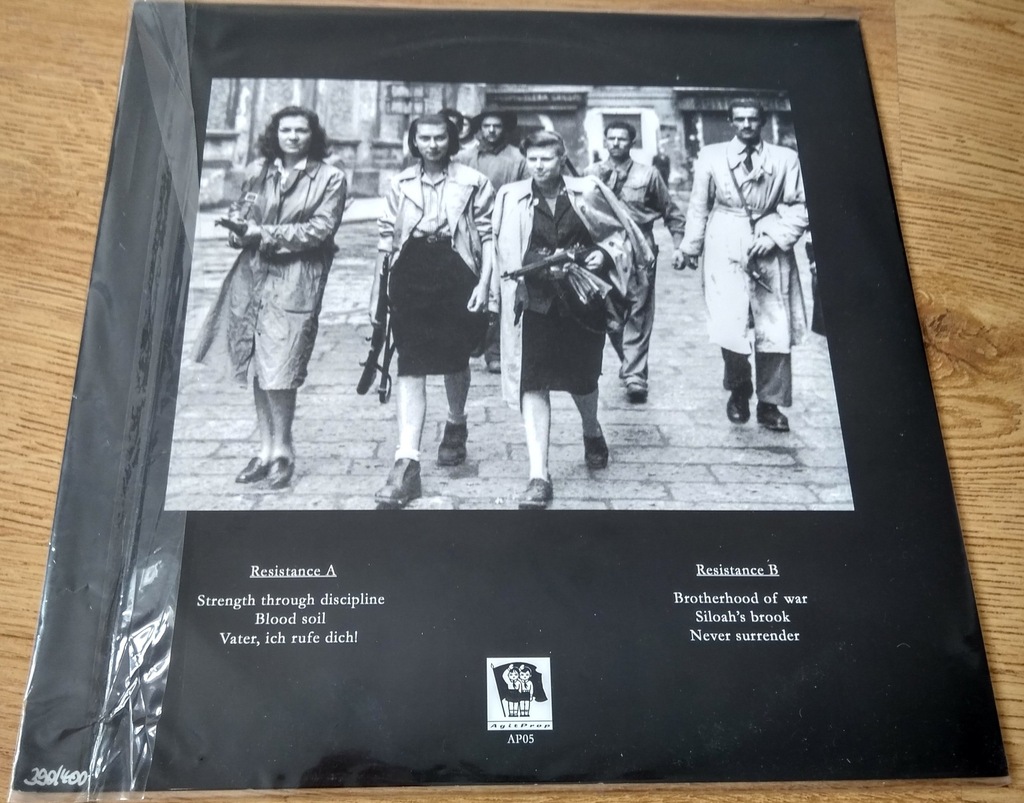 Resistance A
Strength through discipline
Blood soil
Vater, ich rufe dich!
Resistance B
Brotherhood of war
Siloah's brook
Never surrender
AgitProp
AP05
390/400